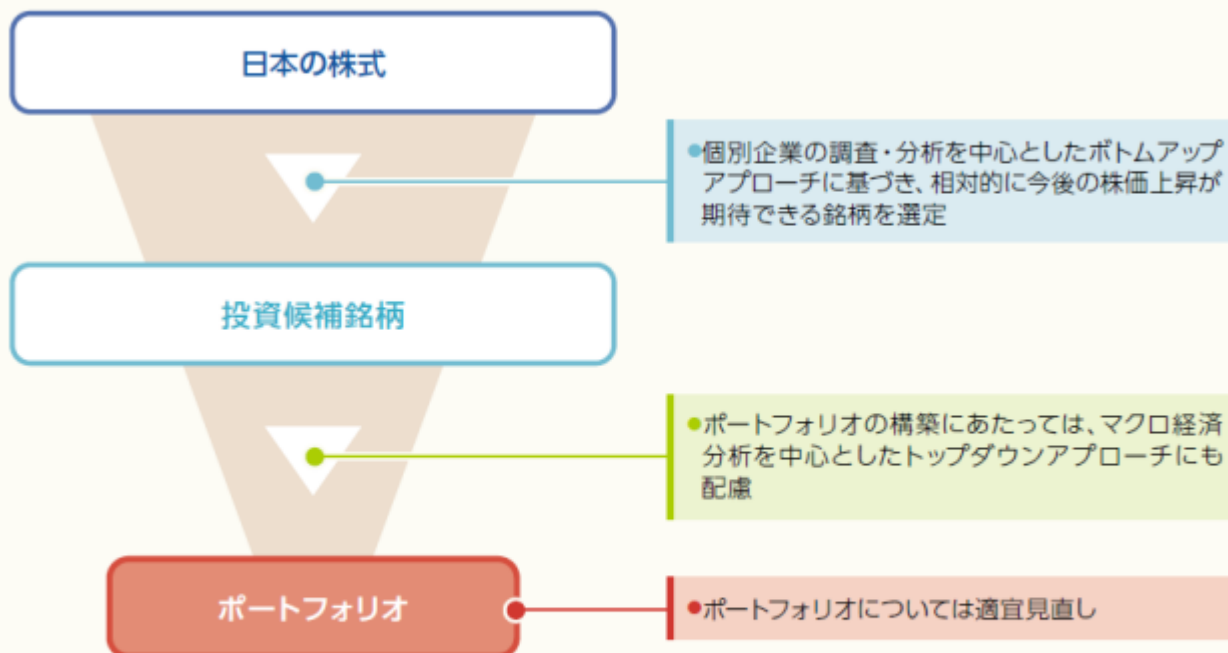 日本の株式
●個別企業の調査・分析を中心としたボトムアップ
アプローチに基づき、相対的に今後の株価上昇が
期待できる銘柄を選定
投資候補銘柄
●ポートフォリオの構築にあたっては、マクロ経済
分析を中心としたトップダウンアプローチにも
配慮
ポートフォリオ
●ポートフォリオについては適宜見直し